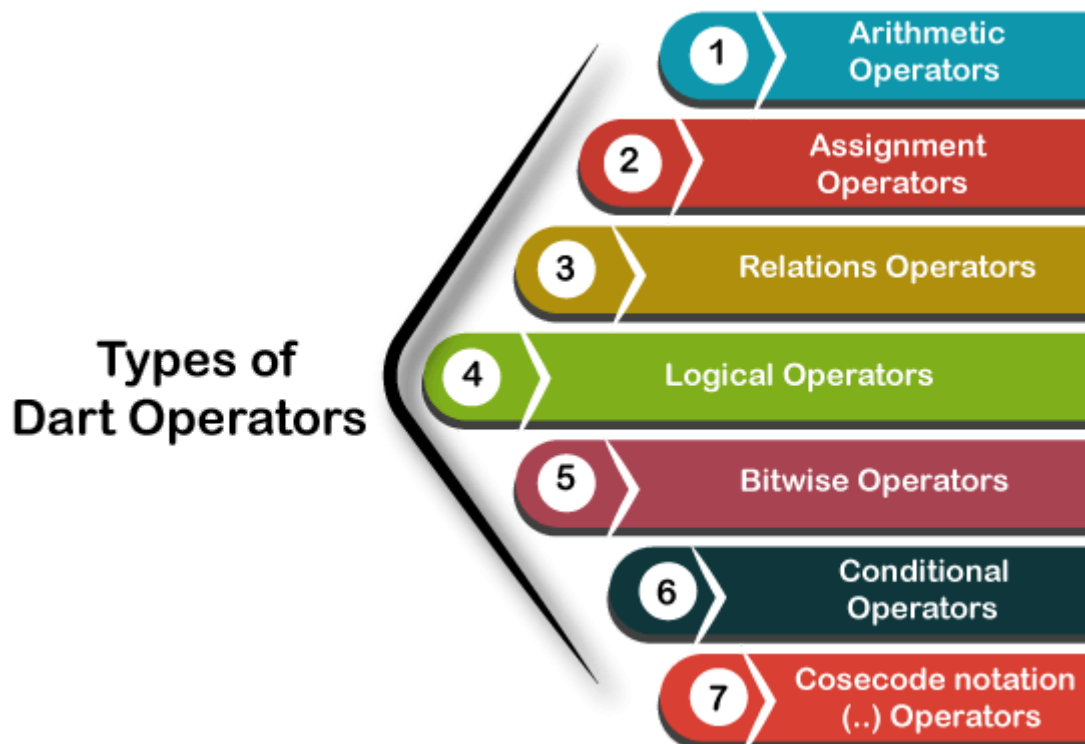 Types of
Dart Operators
1
Arithmetic
Operators
2
Assignment
Operators
3
Relations Operators
4
Logical Operators
5
Bitwise Operators
6
Conditional
Operators
7
Cosecode notation
(..) Operators